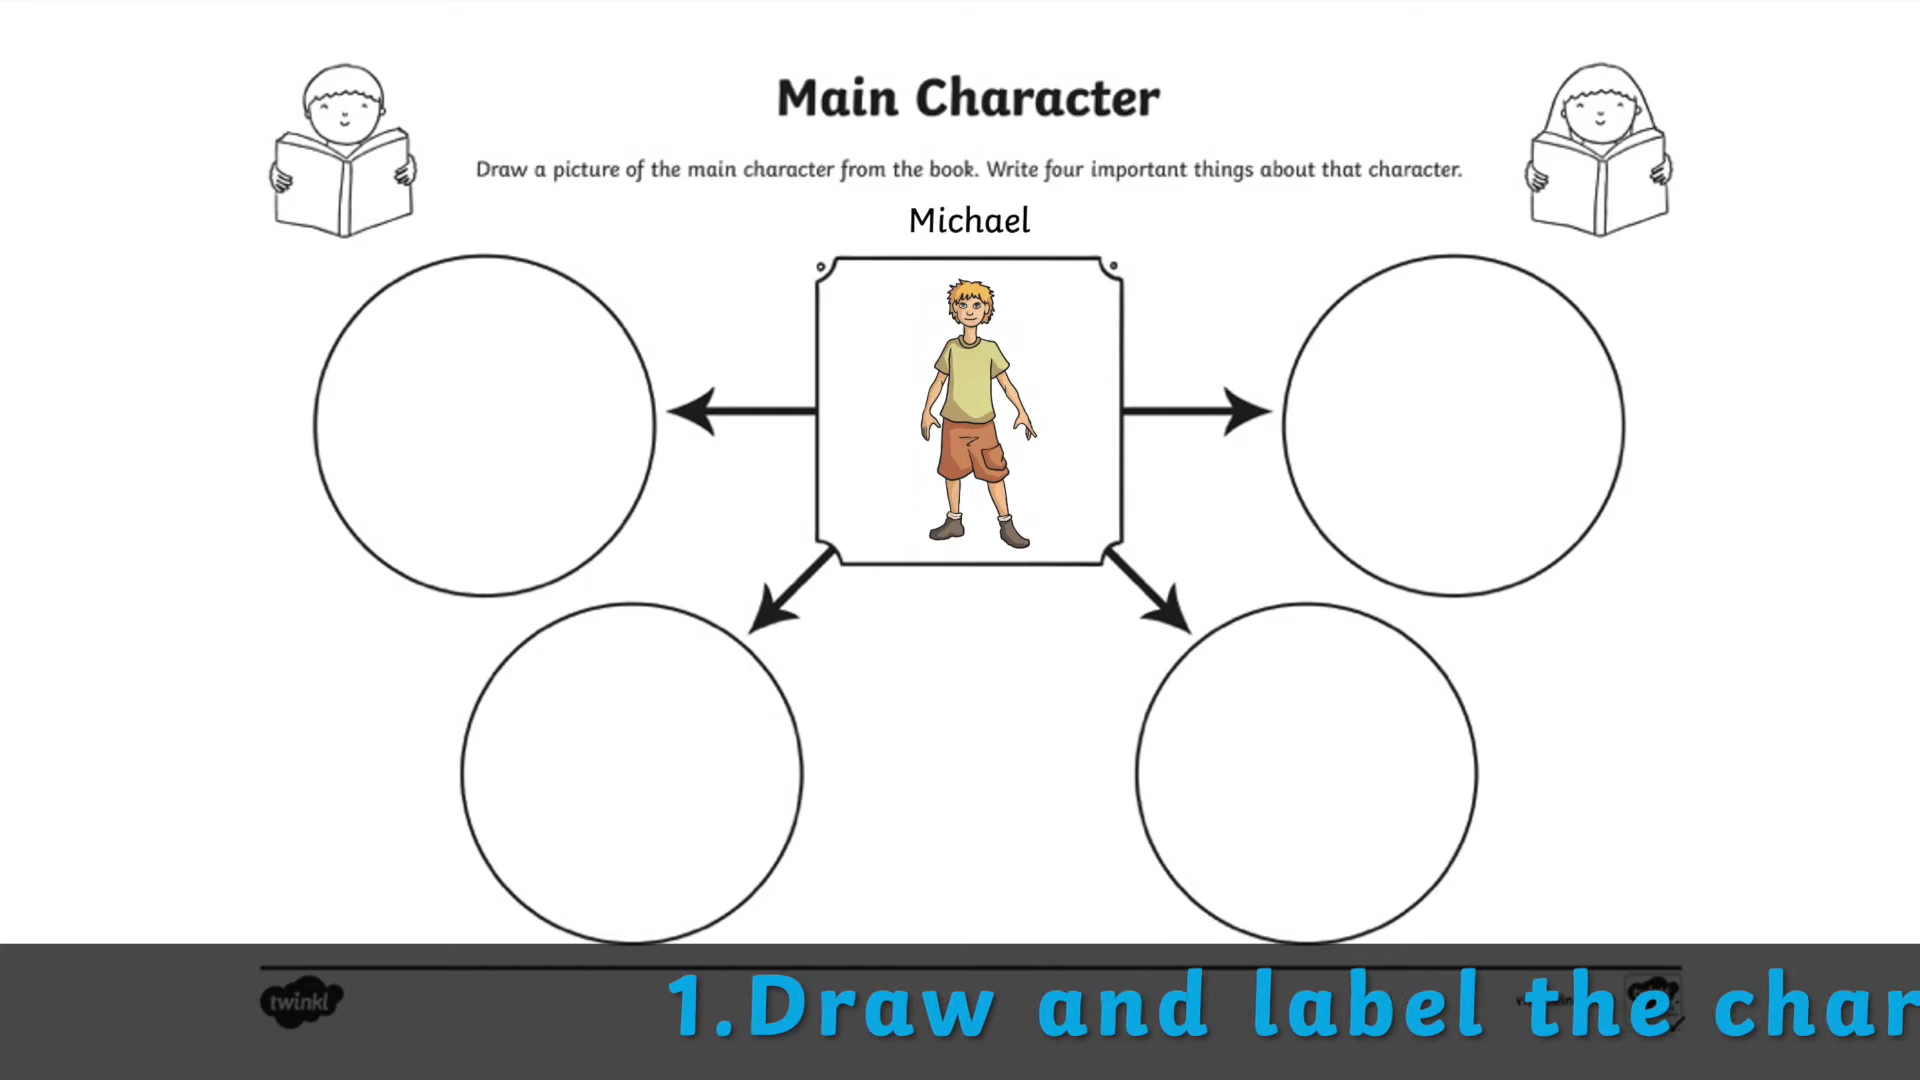 Main Character
Draw a picture of the main character from the book. Write four important things about that character.
Michael
twinkl
1.Draw and label the char